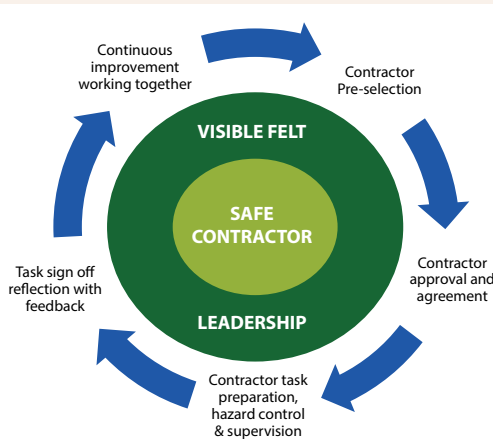 Continuous
improvement
working together
Contractor
Pre-selection
VISIBLE FELT
SAFE
CONTRACTOR
LEADERSHIP
Contractor
approval and
agreement
Task sign off
reflection with
feedback
Contractor task
preparation,
hazard control
& supervision